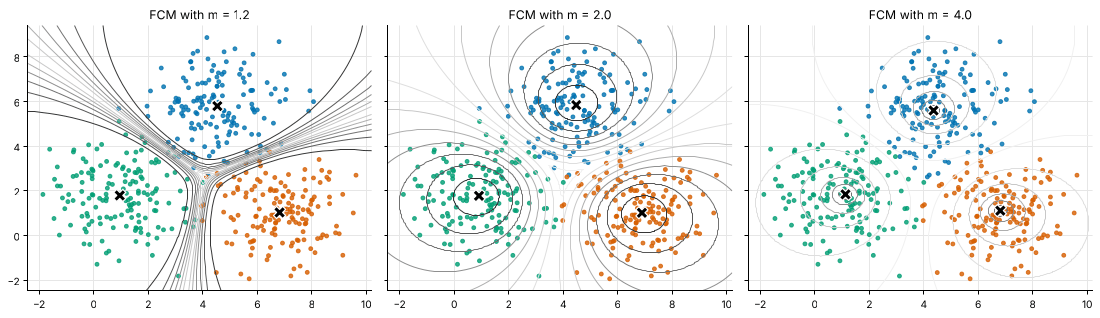 FCM with m = 1.2
FCM with m = 2.0
FCM with m = 4.0
8
6
4
2
0
−2
−2 0 2 4 6 8 10
−2 0 2 4 6 8 10
−2 0 2 4 6 8 10